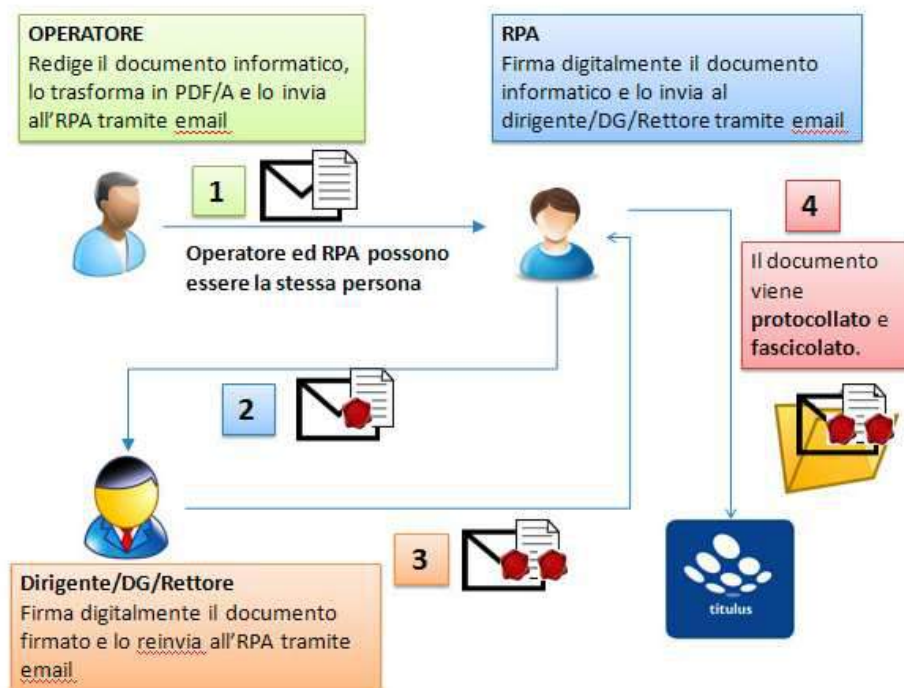 OPERATORE
Redige il documento informatico,
lo trasforma in PDF/A e lo invia
all'RPA tramite email
RPA
Firma digitalmente il documento
informatico e lo invia al
dirigente/DG/Rettore tramite email
1
Operatore ed RPA possono
essere la stessa persona
4
Il documento
viene
protocollato e
fascicolato.
2
3
Dirigente/DG/Rettore
Firma digitalmente il documento
firmato e lo reinvia all'RPA tramite
email
titulus